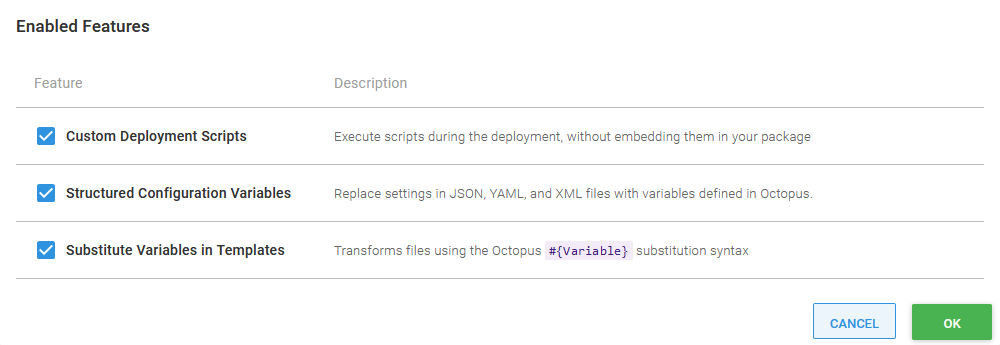 Enabled Features
Feature Description
Custom Deployment Scripts Execute scripts during the deployment, without embedding them in your package
Structured Configuration Variables Replace settings in JSON, YAML, and XML files with variables defined in Octopus.
Substitute Variables in Templates Transforms files using the Octopus #{Variable} substitution syntax
CANCEL OK